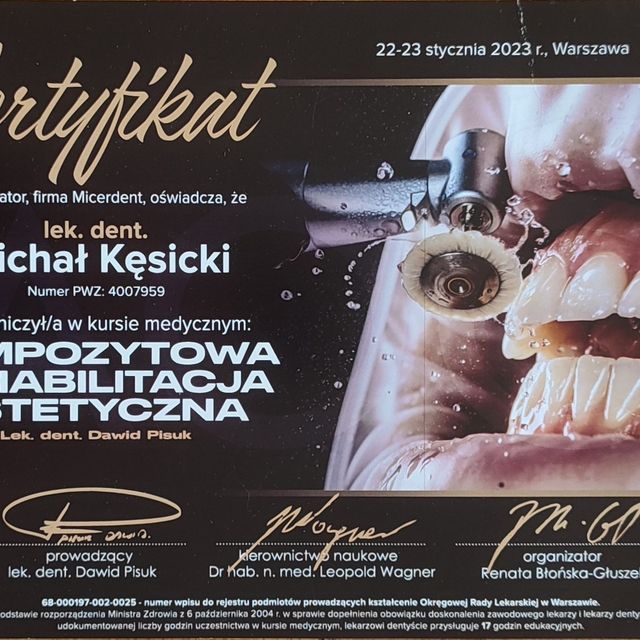 22-23 stycznia 2023 r., Warszawa
ertyfikat
ator, firma Micerdent, oświadcza, że
lek. dent.
ichał Kęsicki
Numer PWZ: 4007959
niczył/a w kursie medycznym:
MPOZYTOWA
HABILITACJA
STETYCZNA
Lek. dent. Dawid Pisuk
prowadzący
lek. dent. Dawid Pisuk
kierownictwo naukowe
Dr hab. n. med. Leopold Wagner
organizator
Renata Błońska-Głuszek
68-000197-002-0025 - numer wpisu do rejestru podmiotów prowadzących kształcenie Okręgowej Rady Lekarskiej w Warszawie.
odstawie rozporządzenia Ministra Zdrowia z 6 października 2004 r. w sprawie dopełnienia obowiązku doskonalenia zawodowego lekarzy i lekarzy denty
udokumentowanej liczby godzin uczestnictwa w kursie medycznym, lekarzowi dentyście przysługuje 17 godzin edukacyjnych.